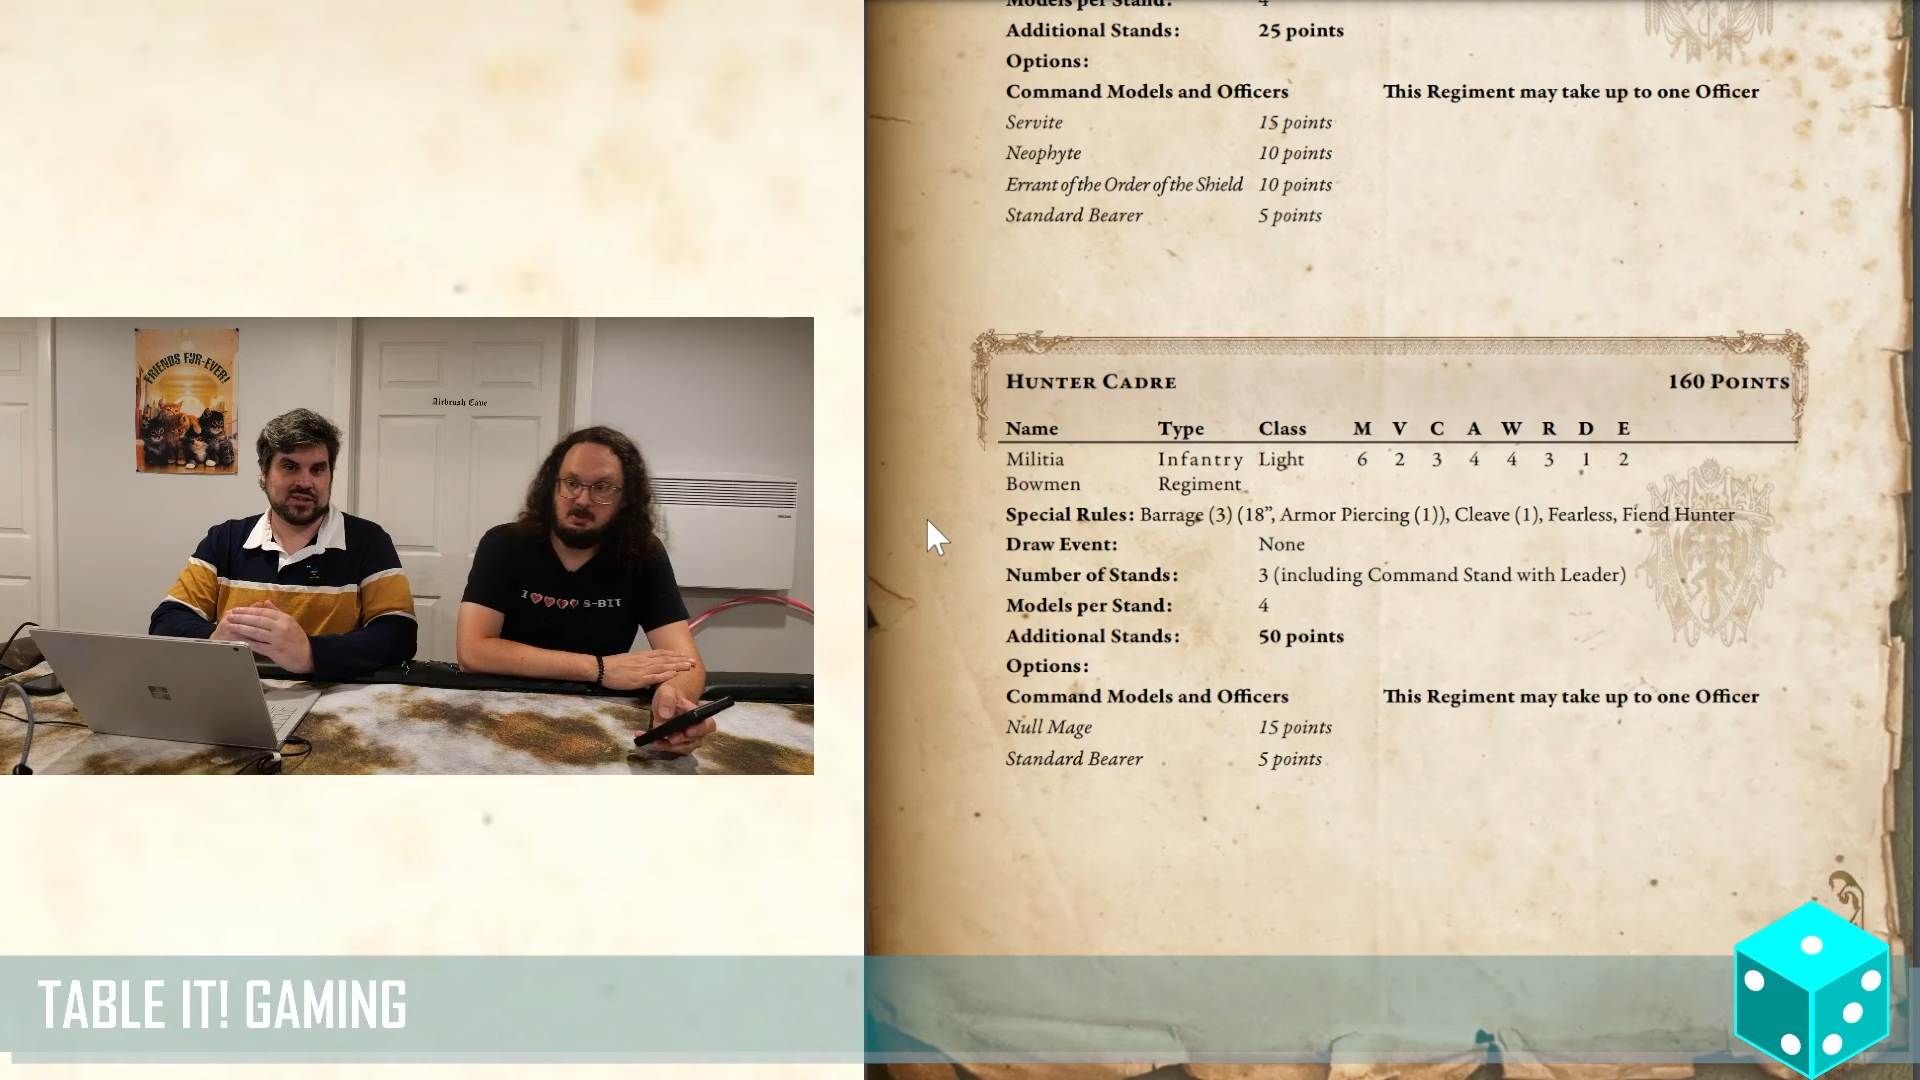 Models per Stand: 4
Additional Stands: 25 points
Options:
Command Models and Officers This Regiment may take up to one Officer
Servite 15 points
Neophyte 10 points
Errant of the Order of the Shield 10 points
Standard Bearer 5 points
FRIENDS FUR-EVER!
Airbrush Cave
I 8-BIT
HUNTER CADRE 160 POINTS
Name Type Class M V C A W R D E
Militia Infantry Light 6 2 3 4 4 3 1 2
Bowmen Regiment
Special Rules: Barrage (3) (18”, Armor Piercing (1)), Cleave (1), Fearless, Fiend Hunter
Draw Event: None
Number of Stands: 3 (including Command Stand with Leader)
Models per Stand: 4
Additional Stands: 50 points
Options:
Command Models and Officers This Regiment may take up to one Officer
Null Mage 15 points
Standard Bearer 5 points
TABLE IT! GAMING